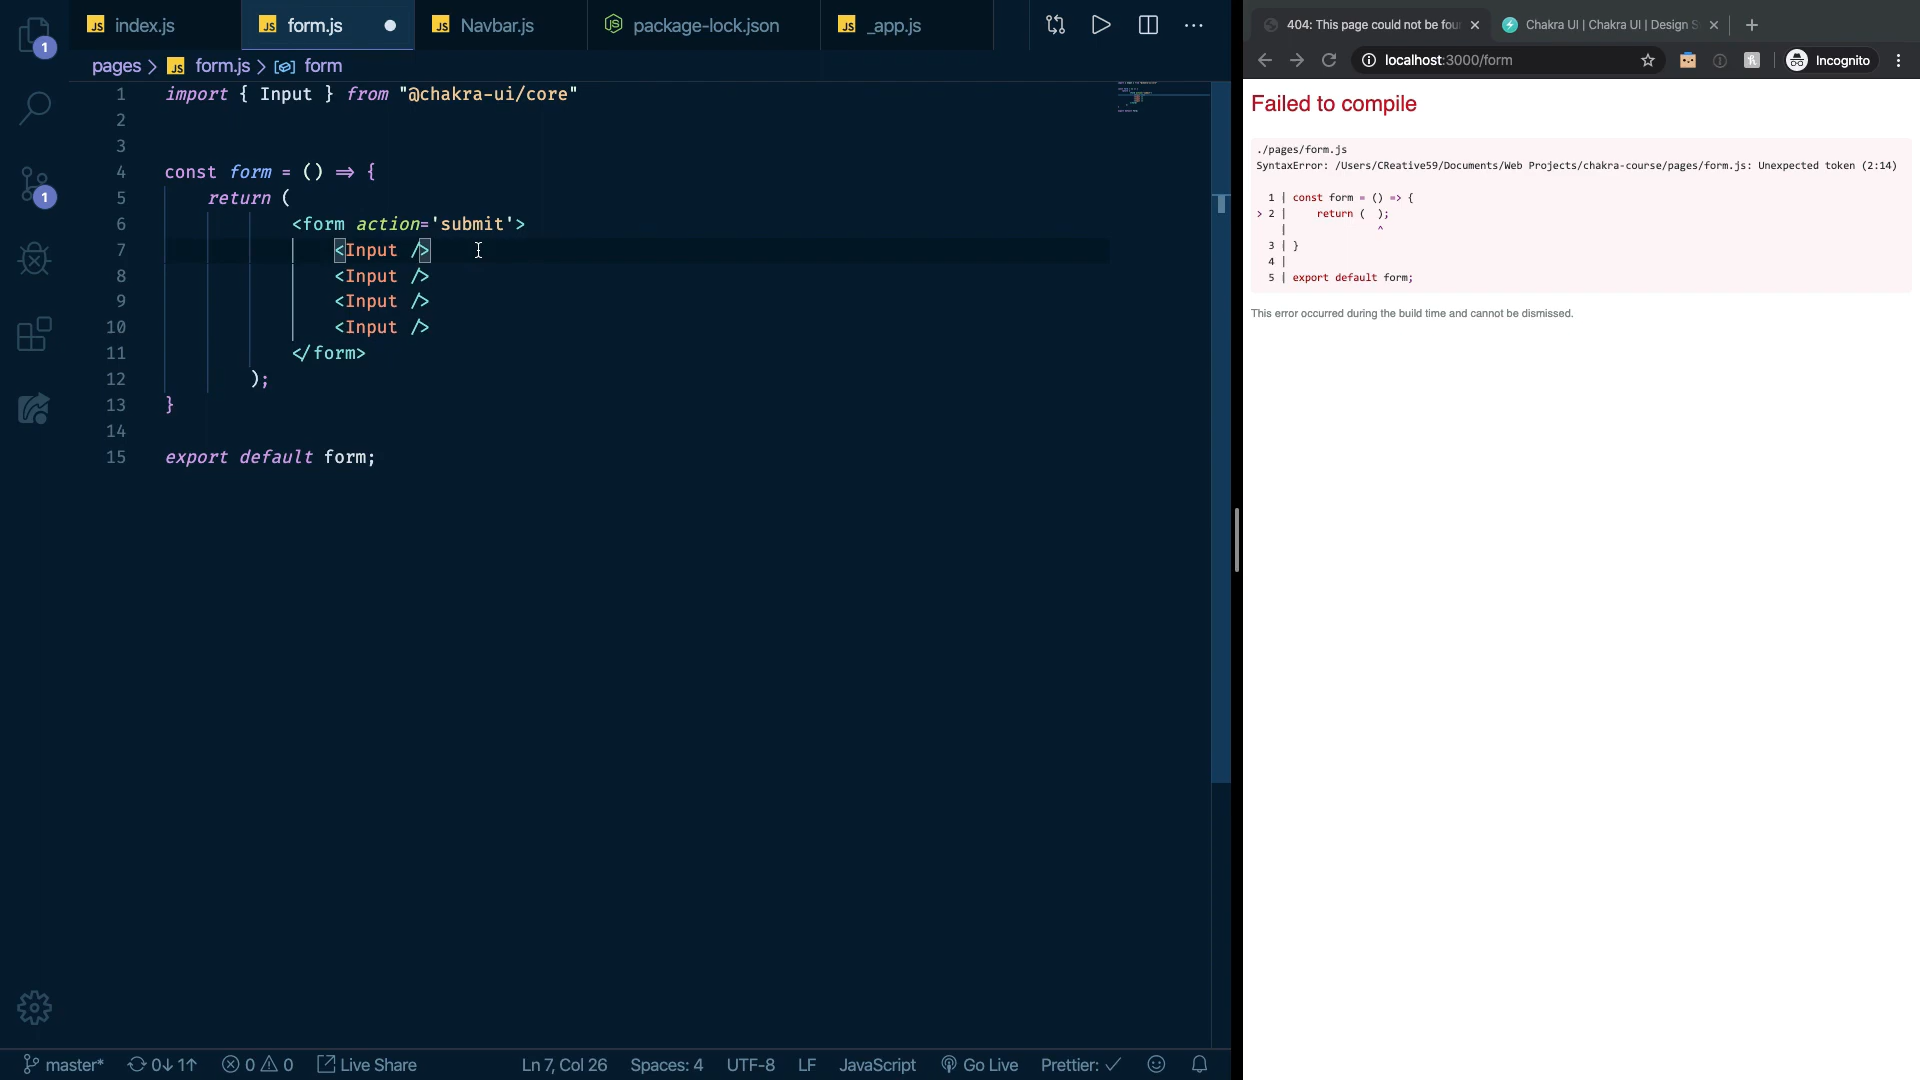 index.js
form.js
Navbar.js
package-lock.json
_app.js
pages > form.js > form
1 import { Input } from "@chakra-ui/core"
2
3
4 const form = () => {
5 return (
6 <form action='submit'>
7 <Input />
8 <Input />
9 <Input />
10 <Input />
11 </form>
12 );
13 }
14
15 export default form;
1
1
master*
0↓ 1↑
0 0
Live Share
Ln 7, Col 26
Spaces: 4
UTF-8
LF
JavaScript
Go Live
Prettier: ✓
404: This page could not be fou
Chakra UI | Chakra UI | Design S
localhost:3000/form
Incognito
Failed to compile
./pages/form.js
SyntaxError: /Users/CReative59/Documents/Web Projects/chakra-course/pages/form.js: Unexpected token (2:14)
1 | const form = () => {
> 2 | return ( );
| ^
3 | }
4 |
5 | export default form;
This error occurred during the build time and cannot be dismissed.